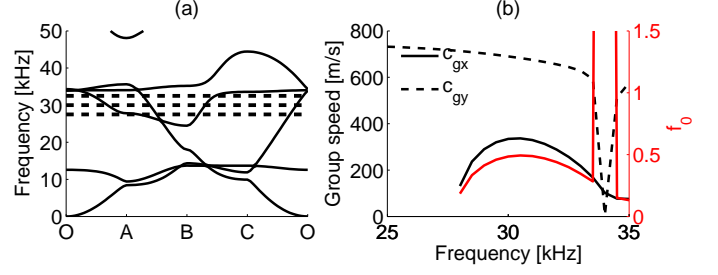 (a)
50
40
30
20
10
0
Frequency [kHz]
O A B C O
(b)
800
600
400
200
0
Group speed [m/s]
c_gx
c_gy
1.5
1
0.5
0
f_0
25 30 35
Frequency [kHz]